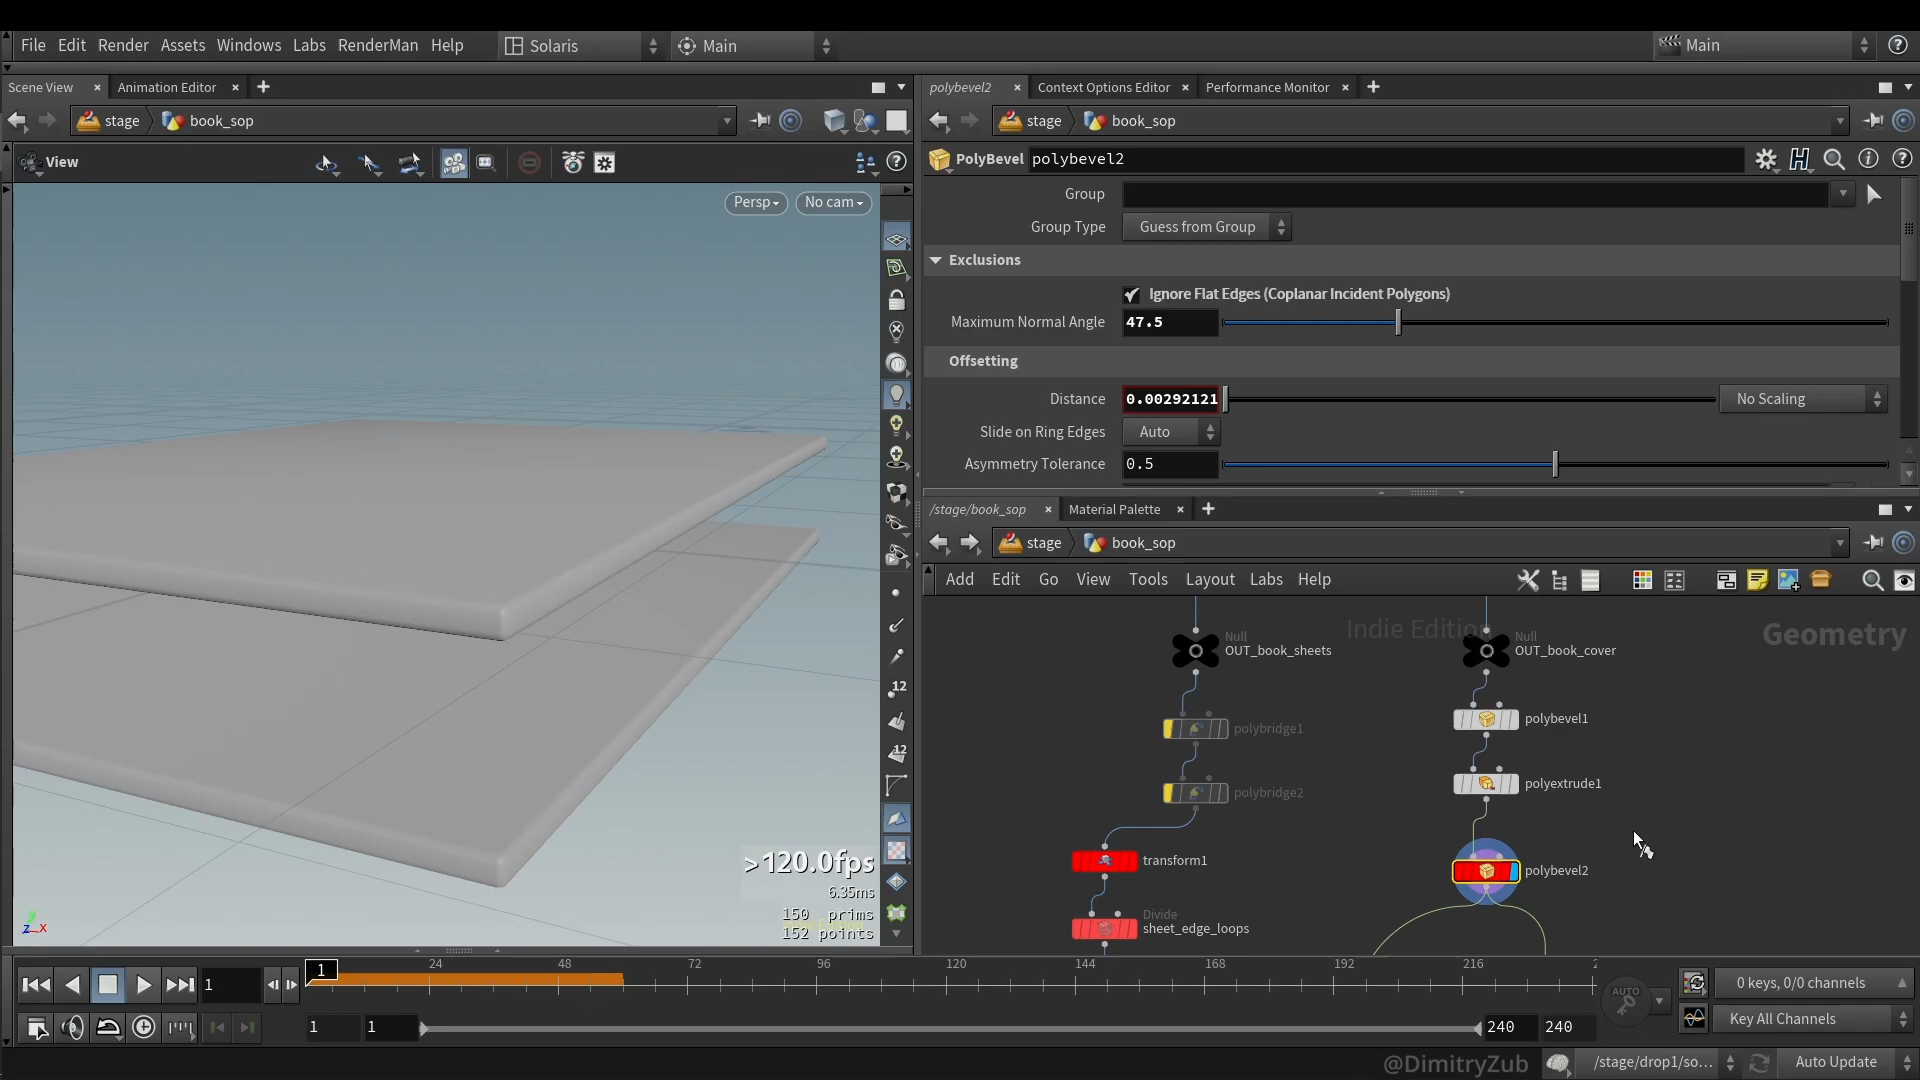 File Edit Render Assets Windows Labs RenderMan Help Solaris Main Main
Scene View Animation Editor
stage book_sop
View
Persp No cam
>120.0fps
6.35ms
150 prims
152 points
z x
polybevel2 Context Options Editor Performance Monitor
stage book_sop
PolyBevel polybevel2
Group
Group Type Guess from Group
Exclusions
Ignore Flat Edges (Coplanar Incident Polygons)
Maximum Normal Angle 47.5
Offsetting
Distance 0.00292121 No Scaling
Slide on Ring Edges Auto
Asymmetry Tolerance 0.5
/stage/book_sop Material Palette
stage book_sop
Add Edit Go View Tools Layout Labs Help
Indie Edition
Geometry
Null
OUT_book_sheets
Null
OUT_book_cover
polybevel1
polybridge1
polyextrude1
polybridge2
transform1
polybevel2
Divide
sheet_edge_loops
12
12
1 1 24 48 72 96 120 144 168 192 216 2
AUTO
0 keys, 0/0 channels
1 1 240 240
Key All Channels
@DimitryZub /stage/drop1/so... Auto Update